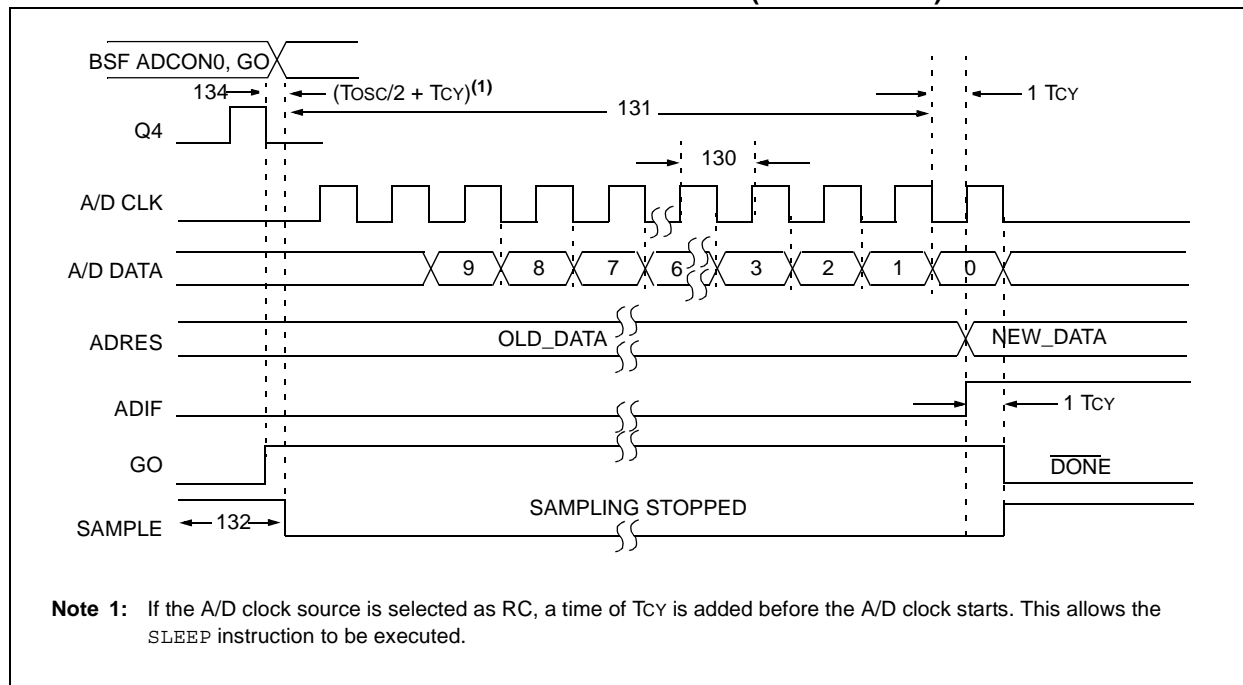 BSF ADCON0, GO
134 (TOSC/2 + TCY)(1) 131 1 TCY
Q4
130
A/D CLK
A/D DATA 9 8 7 6 3 2 1 0
ADRES OLD_DATA NEW_DATA
ADIF 1 TCY
GO DONE
SAMPLE 132 SAMPLING STOPPED
Note 1: If the A/D clock source is selected as RC, a time of TCY is added before the A/D clock starts. This allows the
SLEEP instruction to be executed.